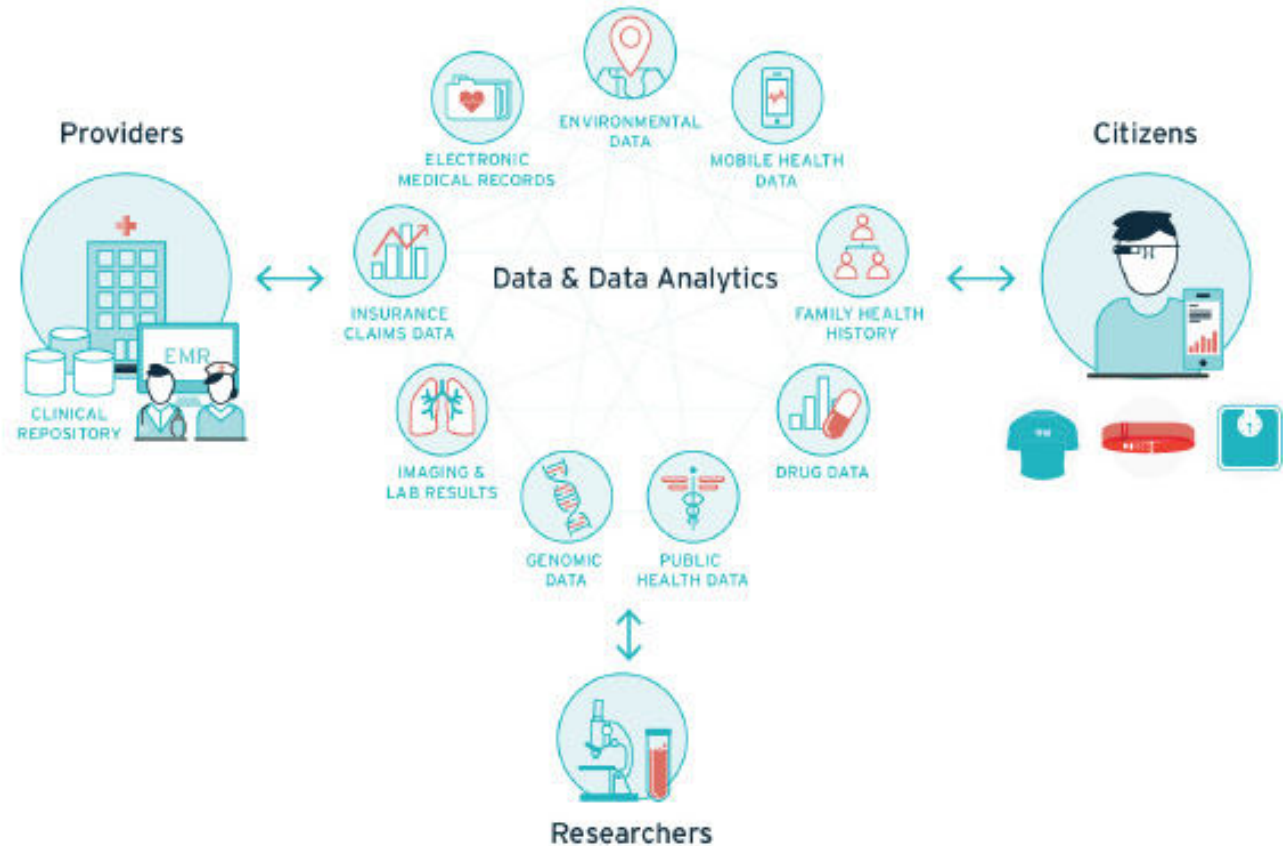 Providers
CLINICAL
REPOSITORY
EMR
ENVIRONMENTAL
DATA
ELECTRONIC
MEDICAL RECORDS
MOBILE HEALTH
DATA
INSURANCE
CLAIMS DATA
Data & Data Analytics
FAMILY HEALTH
HISTORY
IMAGING &
LAB RESULTS
DRUG DATA
GENOMIC
DATA
PUBLIC
HEALTH DATA
Citizens
Researchers